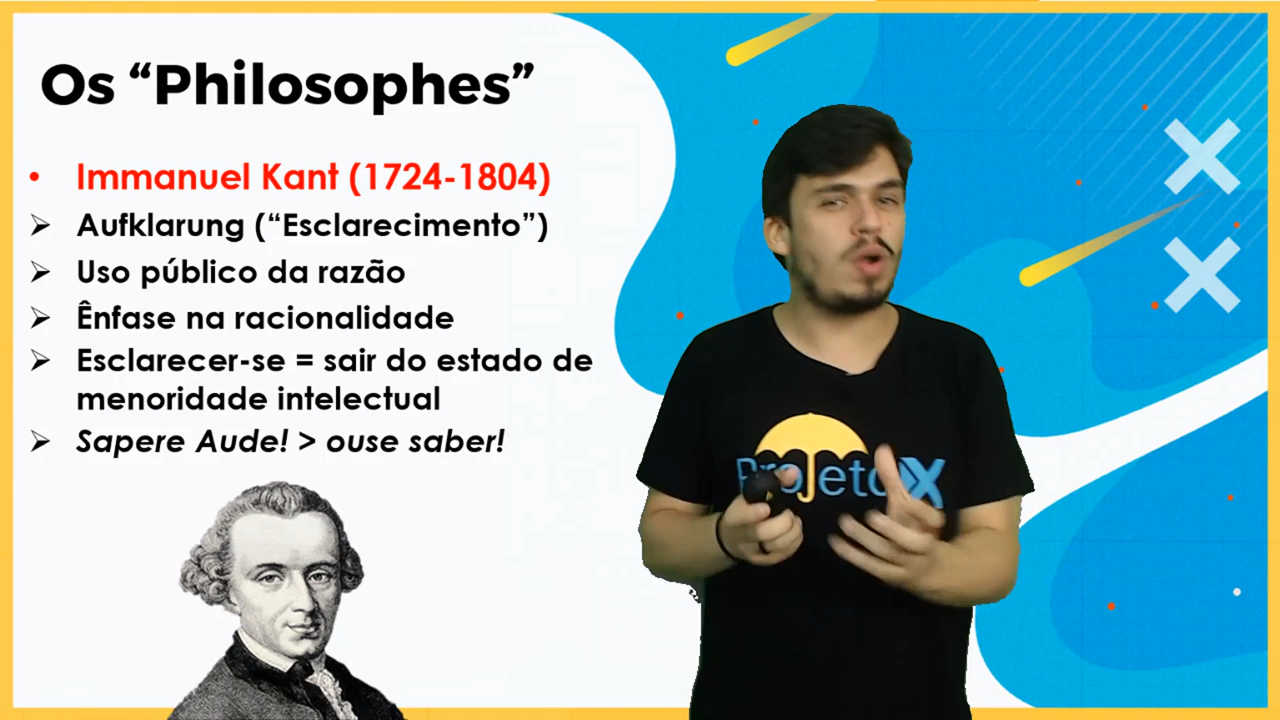 Os “Philosophes”
• Immanuel Kant (1724-1804)
➢ Aufklarung (“Esclarecimento”)
➢ Uso público da razão
➢ Ênfase na racionalidade
➢ Esclarecer-se = sair do estado de
menoridade intelectual
➢ Sapere Aude! > ouse saber!
Projeto X